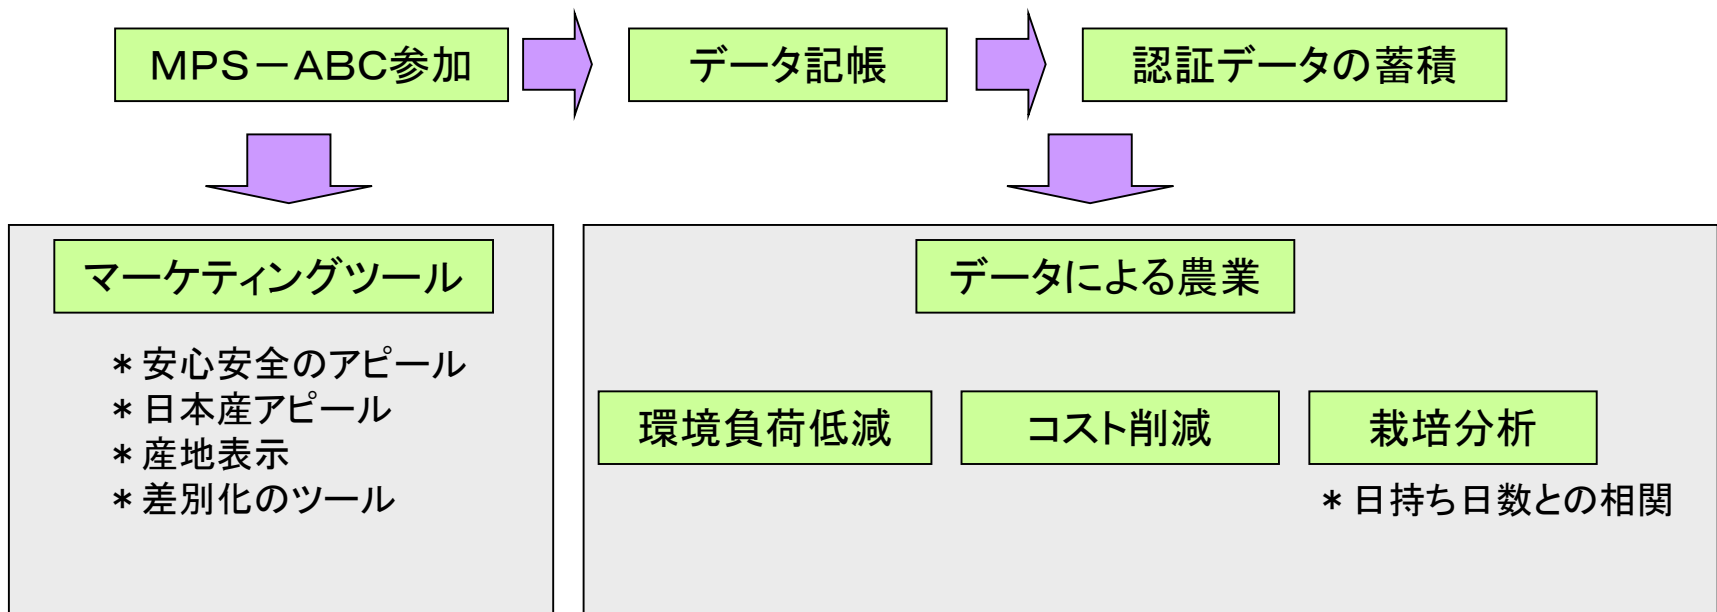 MPS－ABC参加
データ記帳
認証データの蓄積
マーケティングツール
＊安心安全のアピール
＊日本産アピール
＊産地表示
＊差別化のツール
データによる農業
環境負荷低減
コスト削減
栽培分析
＊日持ち日数との相関